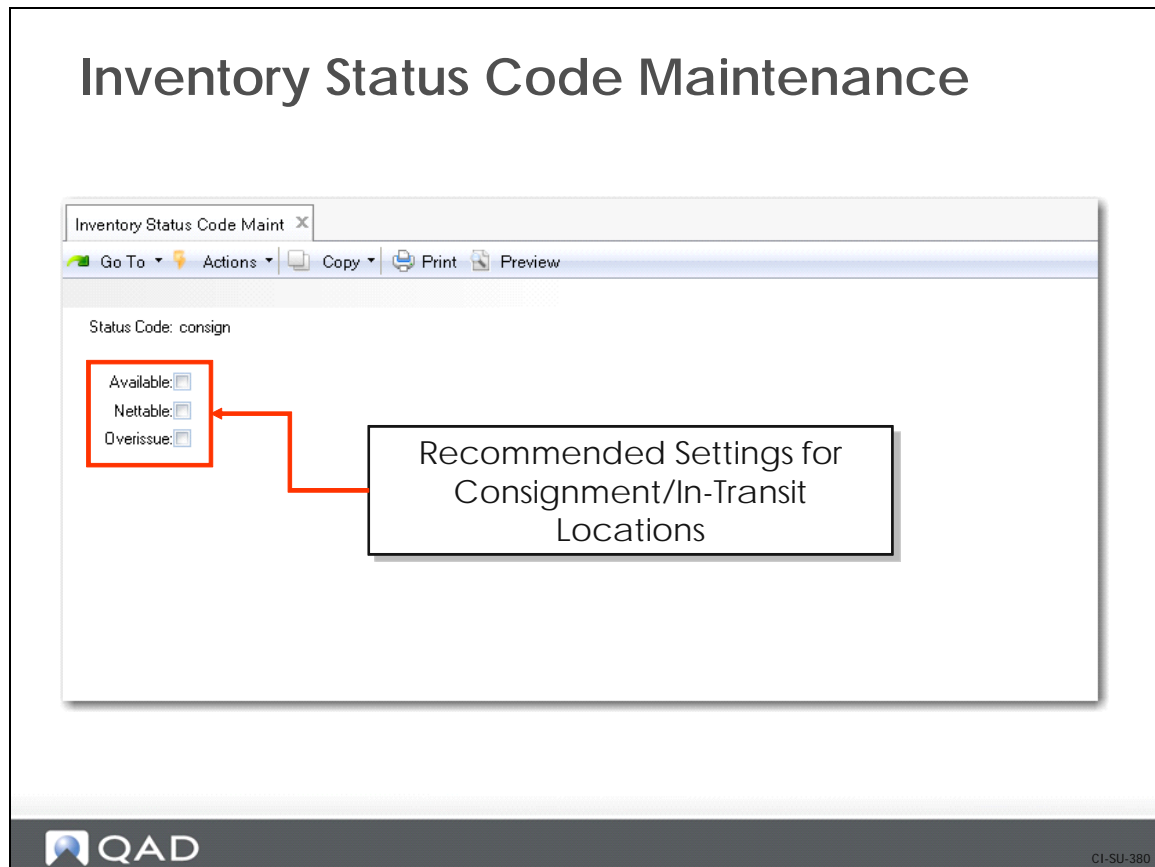 Inventory Status Code Maintenance
Inventory Status Code Maint
Go To Actions Copy Print Preview
Status Code: consign
Available:
Nettable:
Overissue:
Recommended Settings for
Consignment/In-Transit
Locations
QAD
CI-SU-380